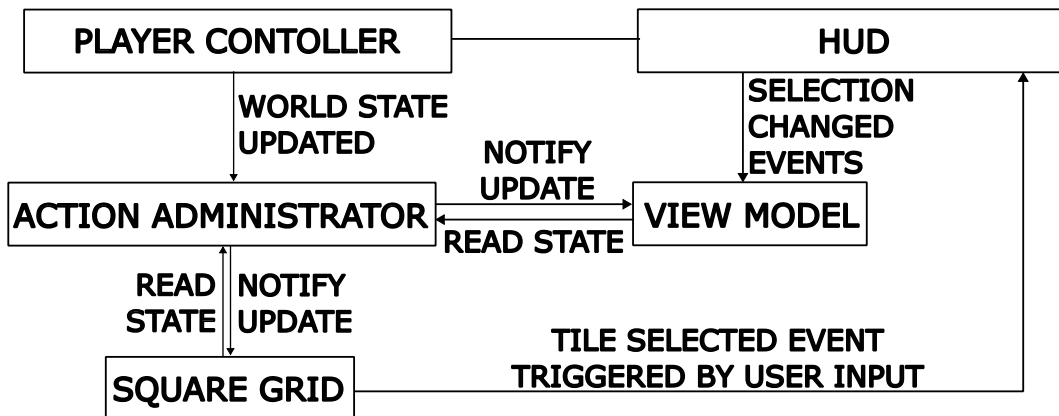 PLAYER CONTOLLER
HUD
WORLD STATE
UPDATED
SELECTION
CHANGED
EVENTS
NOTIFY
UPDATE
ACTION ADMINISTRATOR
VIEW MODEL
READ STATE
READ
STATE
NOTIFY
UPDATE
TILE SELECTED EVENT
TRIGGERED BY USER INPUT
SQUARE GRID